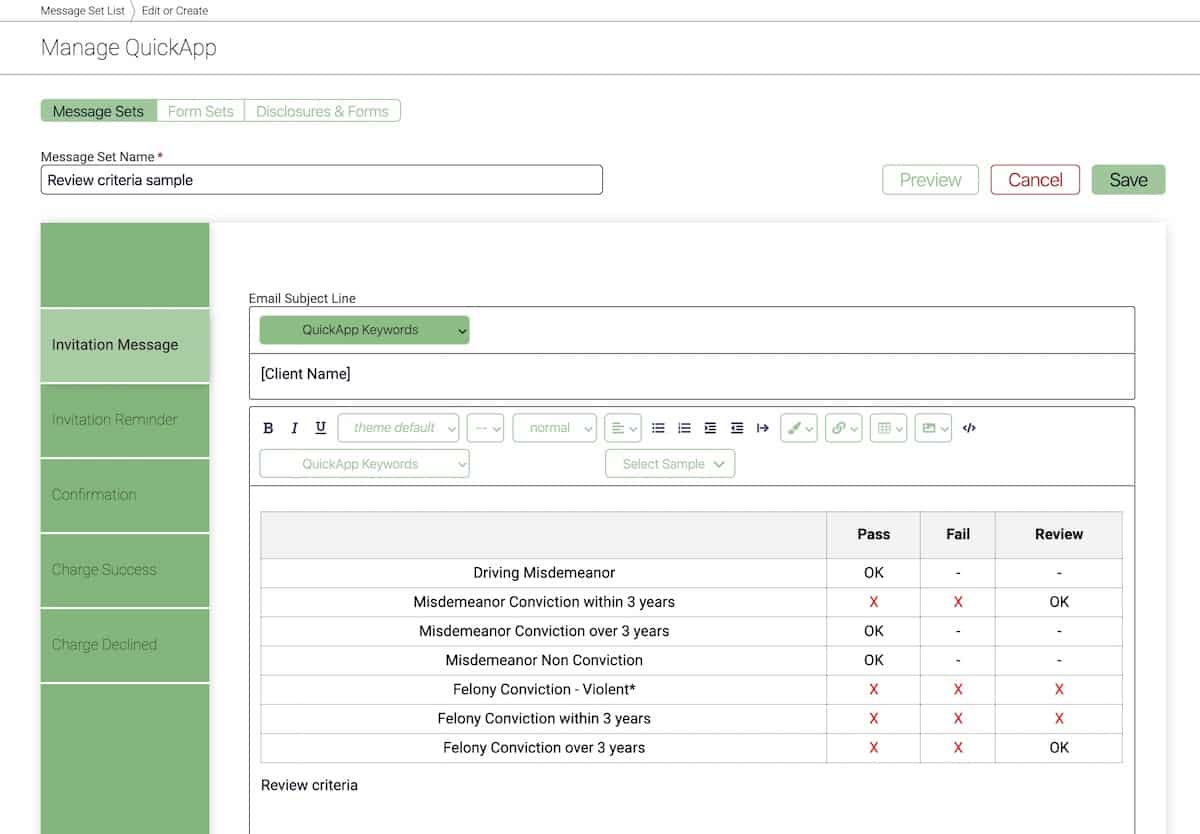 Message Set List Edit or Create
Manage QuickApp
Message Sets Form Sets Disclosures & Forms
Message Set Name *
Review criteria sample
Preview Cancel Save
Email Subject Line
QuickApp Keywords
Invitation Message
[Client Name]
Invitation Reminder
B I U theme default -- normal </>
QuickApp Keywords Select Sample
Confirmation
Pass Fail Review
Driving Misdemeanor OK - -
Charge Success
Misdemeanor Conviction within 3 years X X OK
Misdemeanor Conviction over 3 years OK - -
Charge Declined
Misdemeanor Non Conviction OK - -
Felony Conviction - Violent* X X X
Felony Conviction within 3 years X X X
Felony Conviction over 3 years X X OK
Review criteria